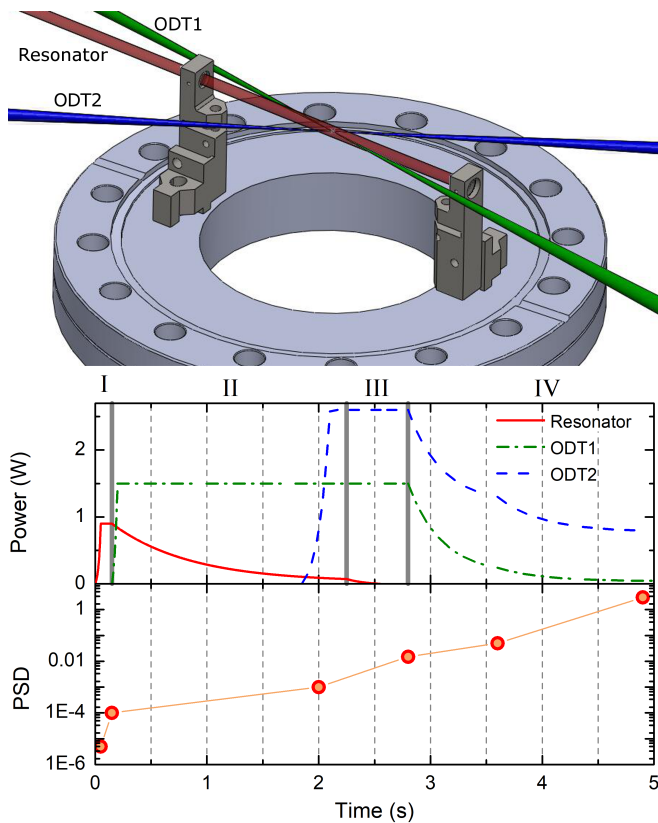 ODT1
Resonator
ODT2
I II III IV
Resonator
ODT1
ODT2
2
1
0
Power (W)
1
0.01
1E-4
1E-6
PSD
0 1 2 3 4 5
Time (s)